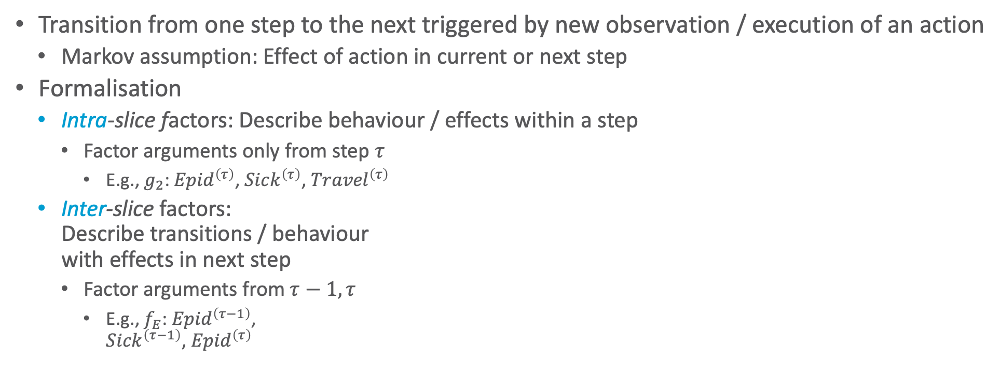 • Transition from one step to the next triggered by new observation / execution of an action
• Markov assumption: Effect of action in current or next step
• Formalisation
• Intra-slice factors: Describe behaviour / effects within a step
• Factor arguments only from step τ
• E.g., g₂: Epid⁽τ⁾, Sick⁽τ⁾, Travel⁽τ⁾
• Inter-slice factors:
Describe transitions / behaviour
with effects in next step
• Factor arguments from τ − 1, τ
• E.g., f_E: Epid⁽τ⁻¹⁾,
Sick⁽τ⁻¹⁾, Epid⁽τ⁾